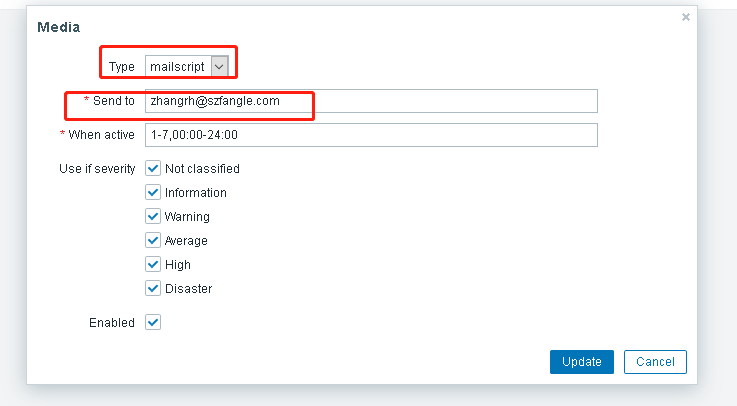 Media
Type mailscript
* Send to zhangrh@szfangle.com
* When active 1-7,00:00-24:00
Use if severity Not classified
Information
Warning
Average
High
Disaster
Enabled
Update Cancel